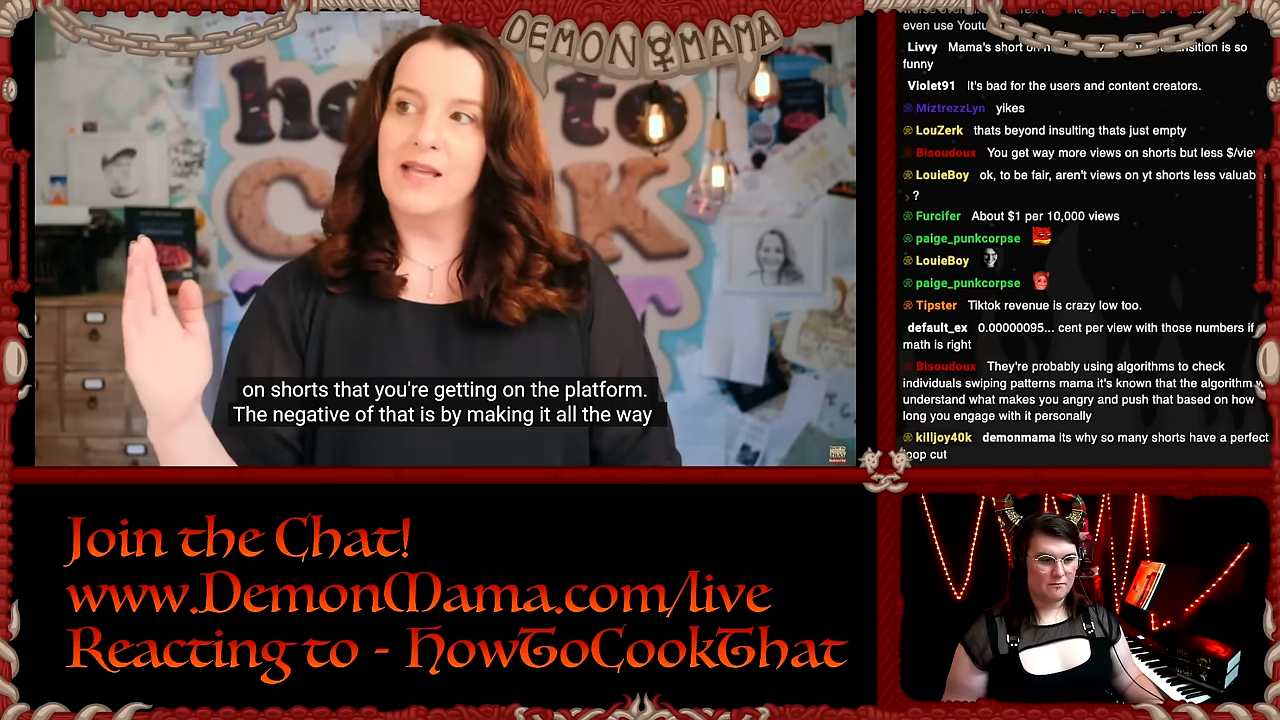 DEMON MAMA
how to
COOK
T
on shorts that you're getting on the platform.
The negative of that is by making it all the way
even use
Livvy Mama's short on is so
funny
Violet91 It's bad for the users and content creators.
MiztrezzLyn yikes
LouZerk thats beyond insulting thats just empty
Bisoudoux You get way more views on shorts but less
LouieBoy ok, to be fair, aren't views on yt shorts less
?
Furcifer About $1 per 10,000 views
paige_punkcorpse
LouieBoy
paige_punkcorpse
Tipster Tiktok revenue is crazy low too.
default_ex 0.00000095... cent per view with those numbers if
math is right
Bisoudoux They're probably using algorithms to check
individuals swiping patterns mama it's known that the algorithm
understand what makes you angry and push that based on how
long you engage with it personally
killjoy40k demonmama its why so many shorts have a perfect
loop cut
Join the Chat!
www.DemonMama.com/live
Reacting to - HowToCookThat